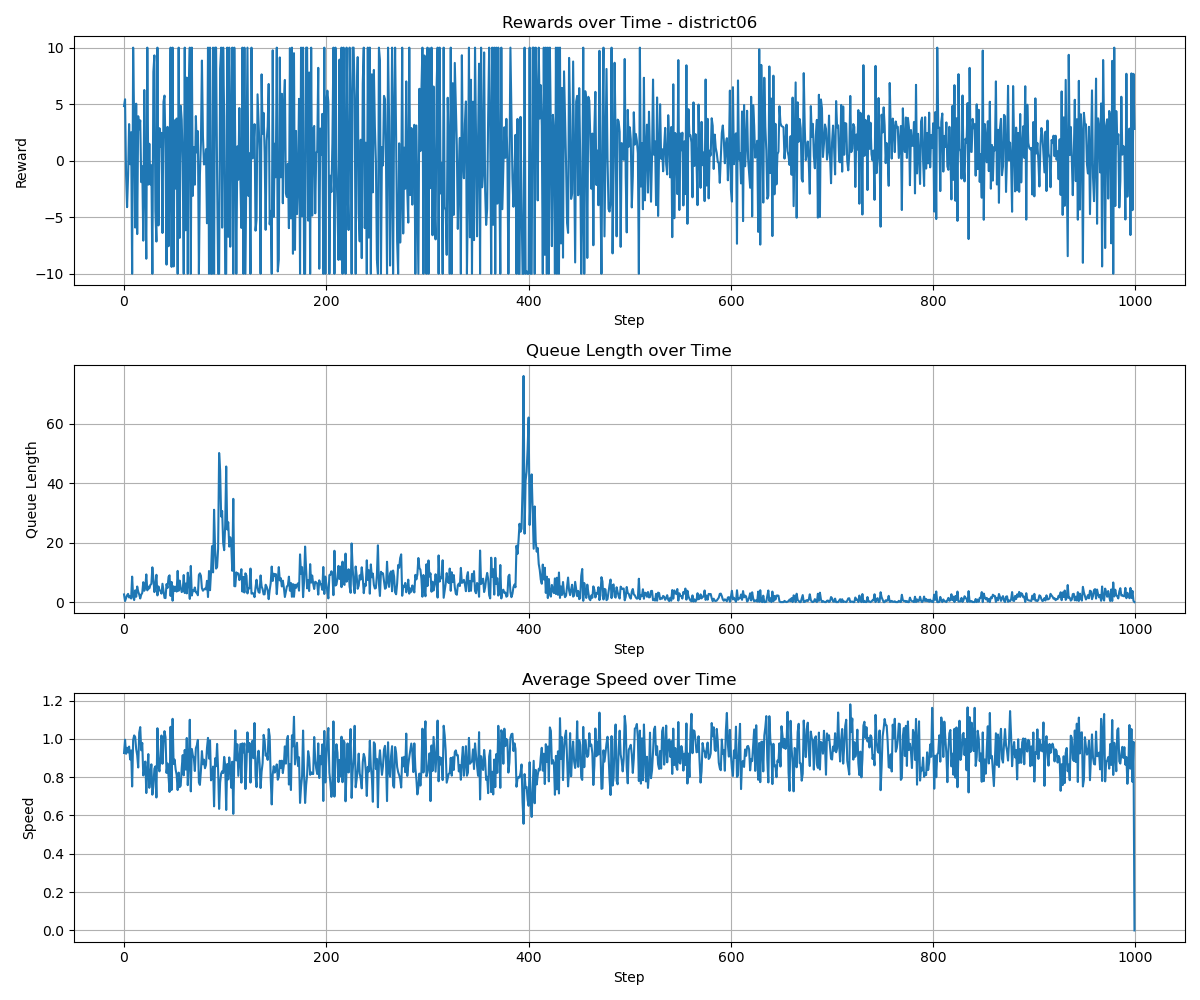 Rewards over Time - district06
10
5
0
−5
−10
Reward
0 200 400 600 800 1000
Step
Queue Length over Time
60
40
20
0
Queue Length
0 200 400 600 800 1000
Step
Average Speed over Time
1.2
1.0
0.8
0.6
0.4
0.2
0.0
Speed
0 200 400 600 800 1000
Step